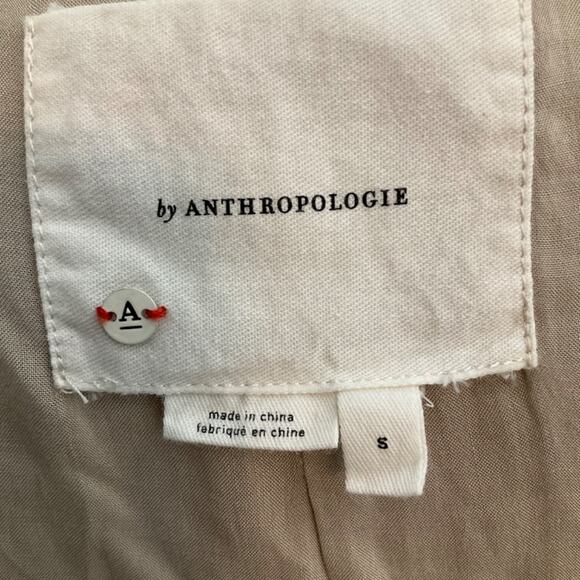 by ANTHROPOLOGIE
A
made in china
fabriqué en chine
S